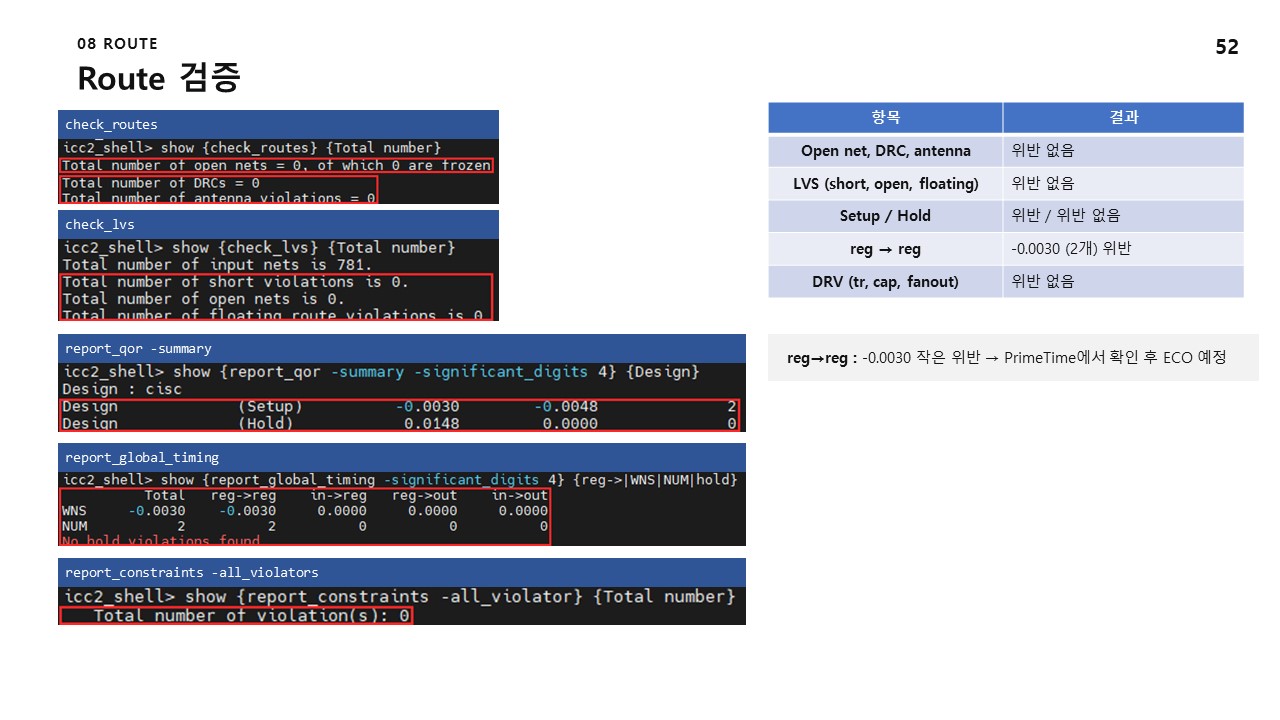 08 ROUTE
52
Route 검증
check_routes
icc2_shell> show {check_routes} {Total number}
Total number of open nets = 0, of which 0 are frozen
Total number of DRCs = 0
Total number of antenna violations = 0
check_lvs
icc2_shell> show {check_lvs} {Total number}
Total number of input nets is 781.
Total number of short violations is 0.
Total number of open nets is 0.
Total number of floating route violations is 0
report_qor -summary
icc2_shell> show {report_qor -summary -significant_digits 4} {Design}
Design : cisc
Design (Setup) -0.0030 -0.0048 2
Design (Hold) 0.0148 0.0000 0
report_global_timing
icc2_shell> show {report_global_timing -significant_digits 4} {reg->|WNS|NUM|hold}
Total reg->reg in->reg reg->out in->out
WNS -0.0030 -0.0030 0.0000 0.0000 0.0000
NUM 2 2 0 0 0
No hold violations found
report_constraints -all_violators
icc2_shell> show {report_constraints -all_violator} {Total number}
Total number of violation(s): 0
항목 결과
Open net, DRC, antenna 위반 없음
LVS (short, open, floating) 위반 없음
Setup / Hold 위반 / 위반 없음
reg → reg -0.0030 (2개) 위반
DRV (tr, cap, fanout) 위반 없음
reg→reg : -0.0030 작은 위반 → PrimeTime에서 확인 후 ECO 예정